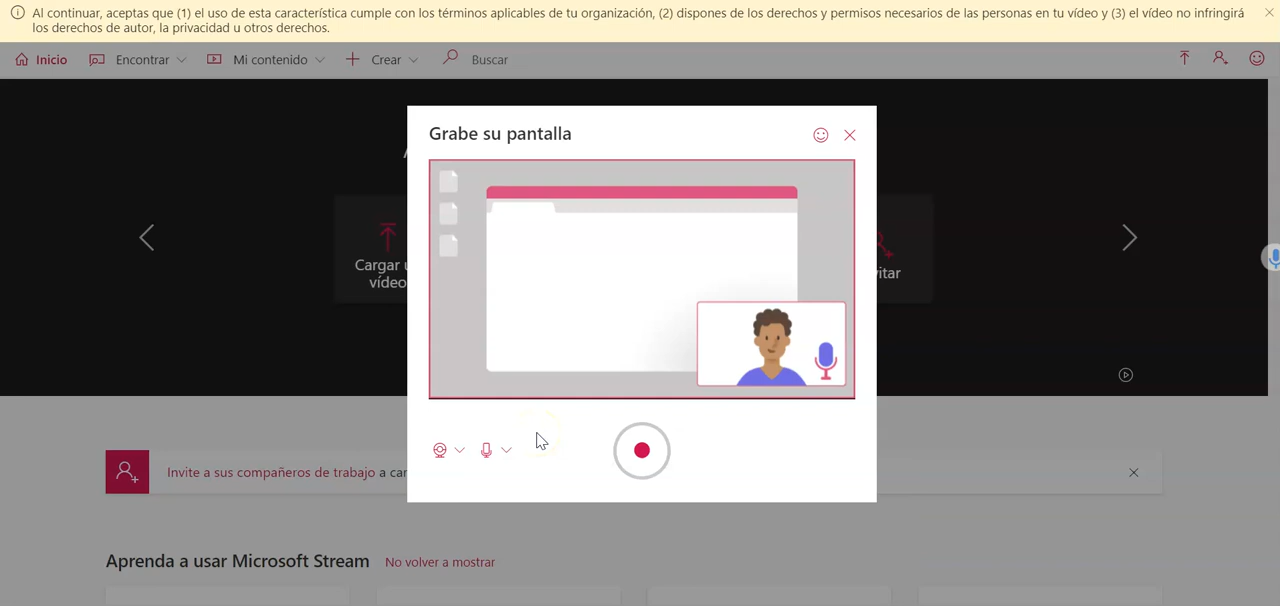 Al continuar, aceptas que (1) el uso de esta característica cumple con los términos aplicables de tu organización, (2) dispones de los derechos y permisos necesarios de las personas en tu vídeo y (3) el vídeo no infringirá
los derechos de autor, la privacidad u otros derechos.
Inicio Encontrar Mi contenido Crear Buscar
Grabe su pantalla
Cargar
vídeo
Invite a sus compañeros de trabajo a
Aprenda a usar Microsoft Stream No volver a mostrar